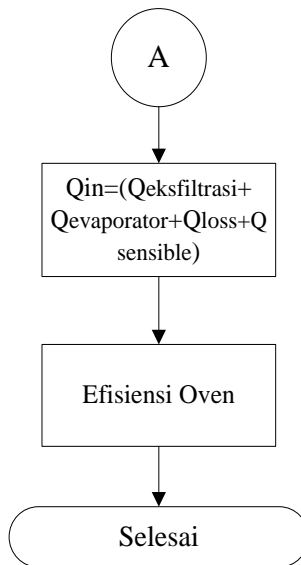 A
Qin=(Qeksfiltrasi+
Qevaporator+Qloss+Q
sensible)
Efisiensi Oven
Selesai